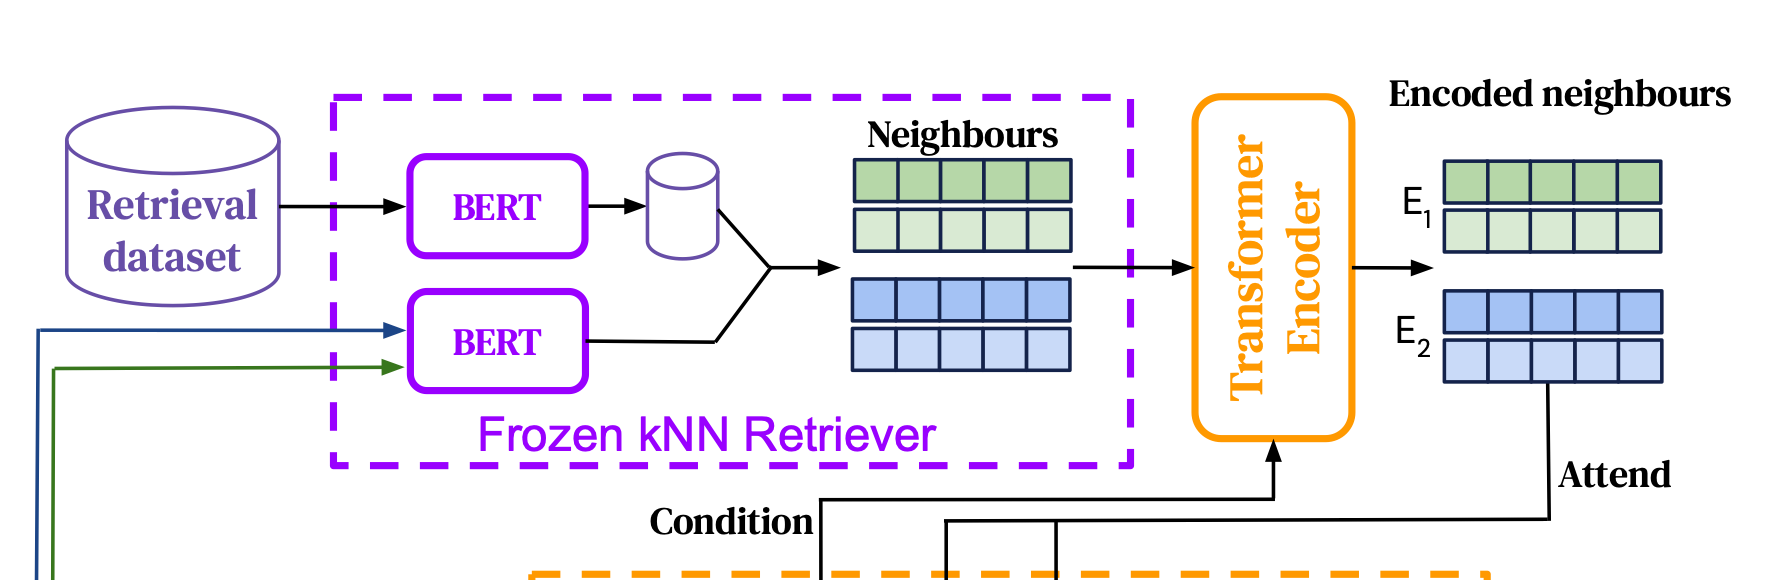 Encoded neighbours
Neighbours
Retrieval
dataset
BERT
BERT
Transformer
Encoder
E1
E2
Frozen kNN Retriever
Attend
Condition